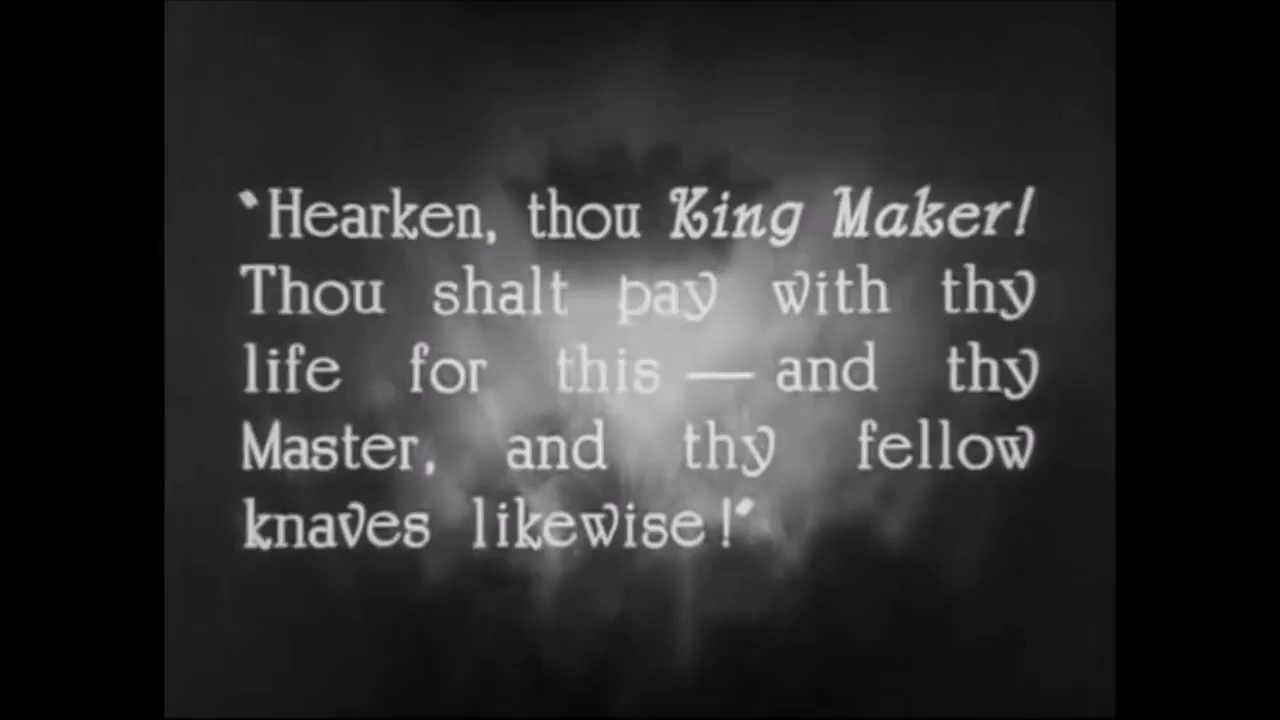 "Hearken, thou King Maker!
Thou shalt pay with thy
life for this — and thy
Master, and thy fellow
knaves likewise!"